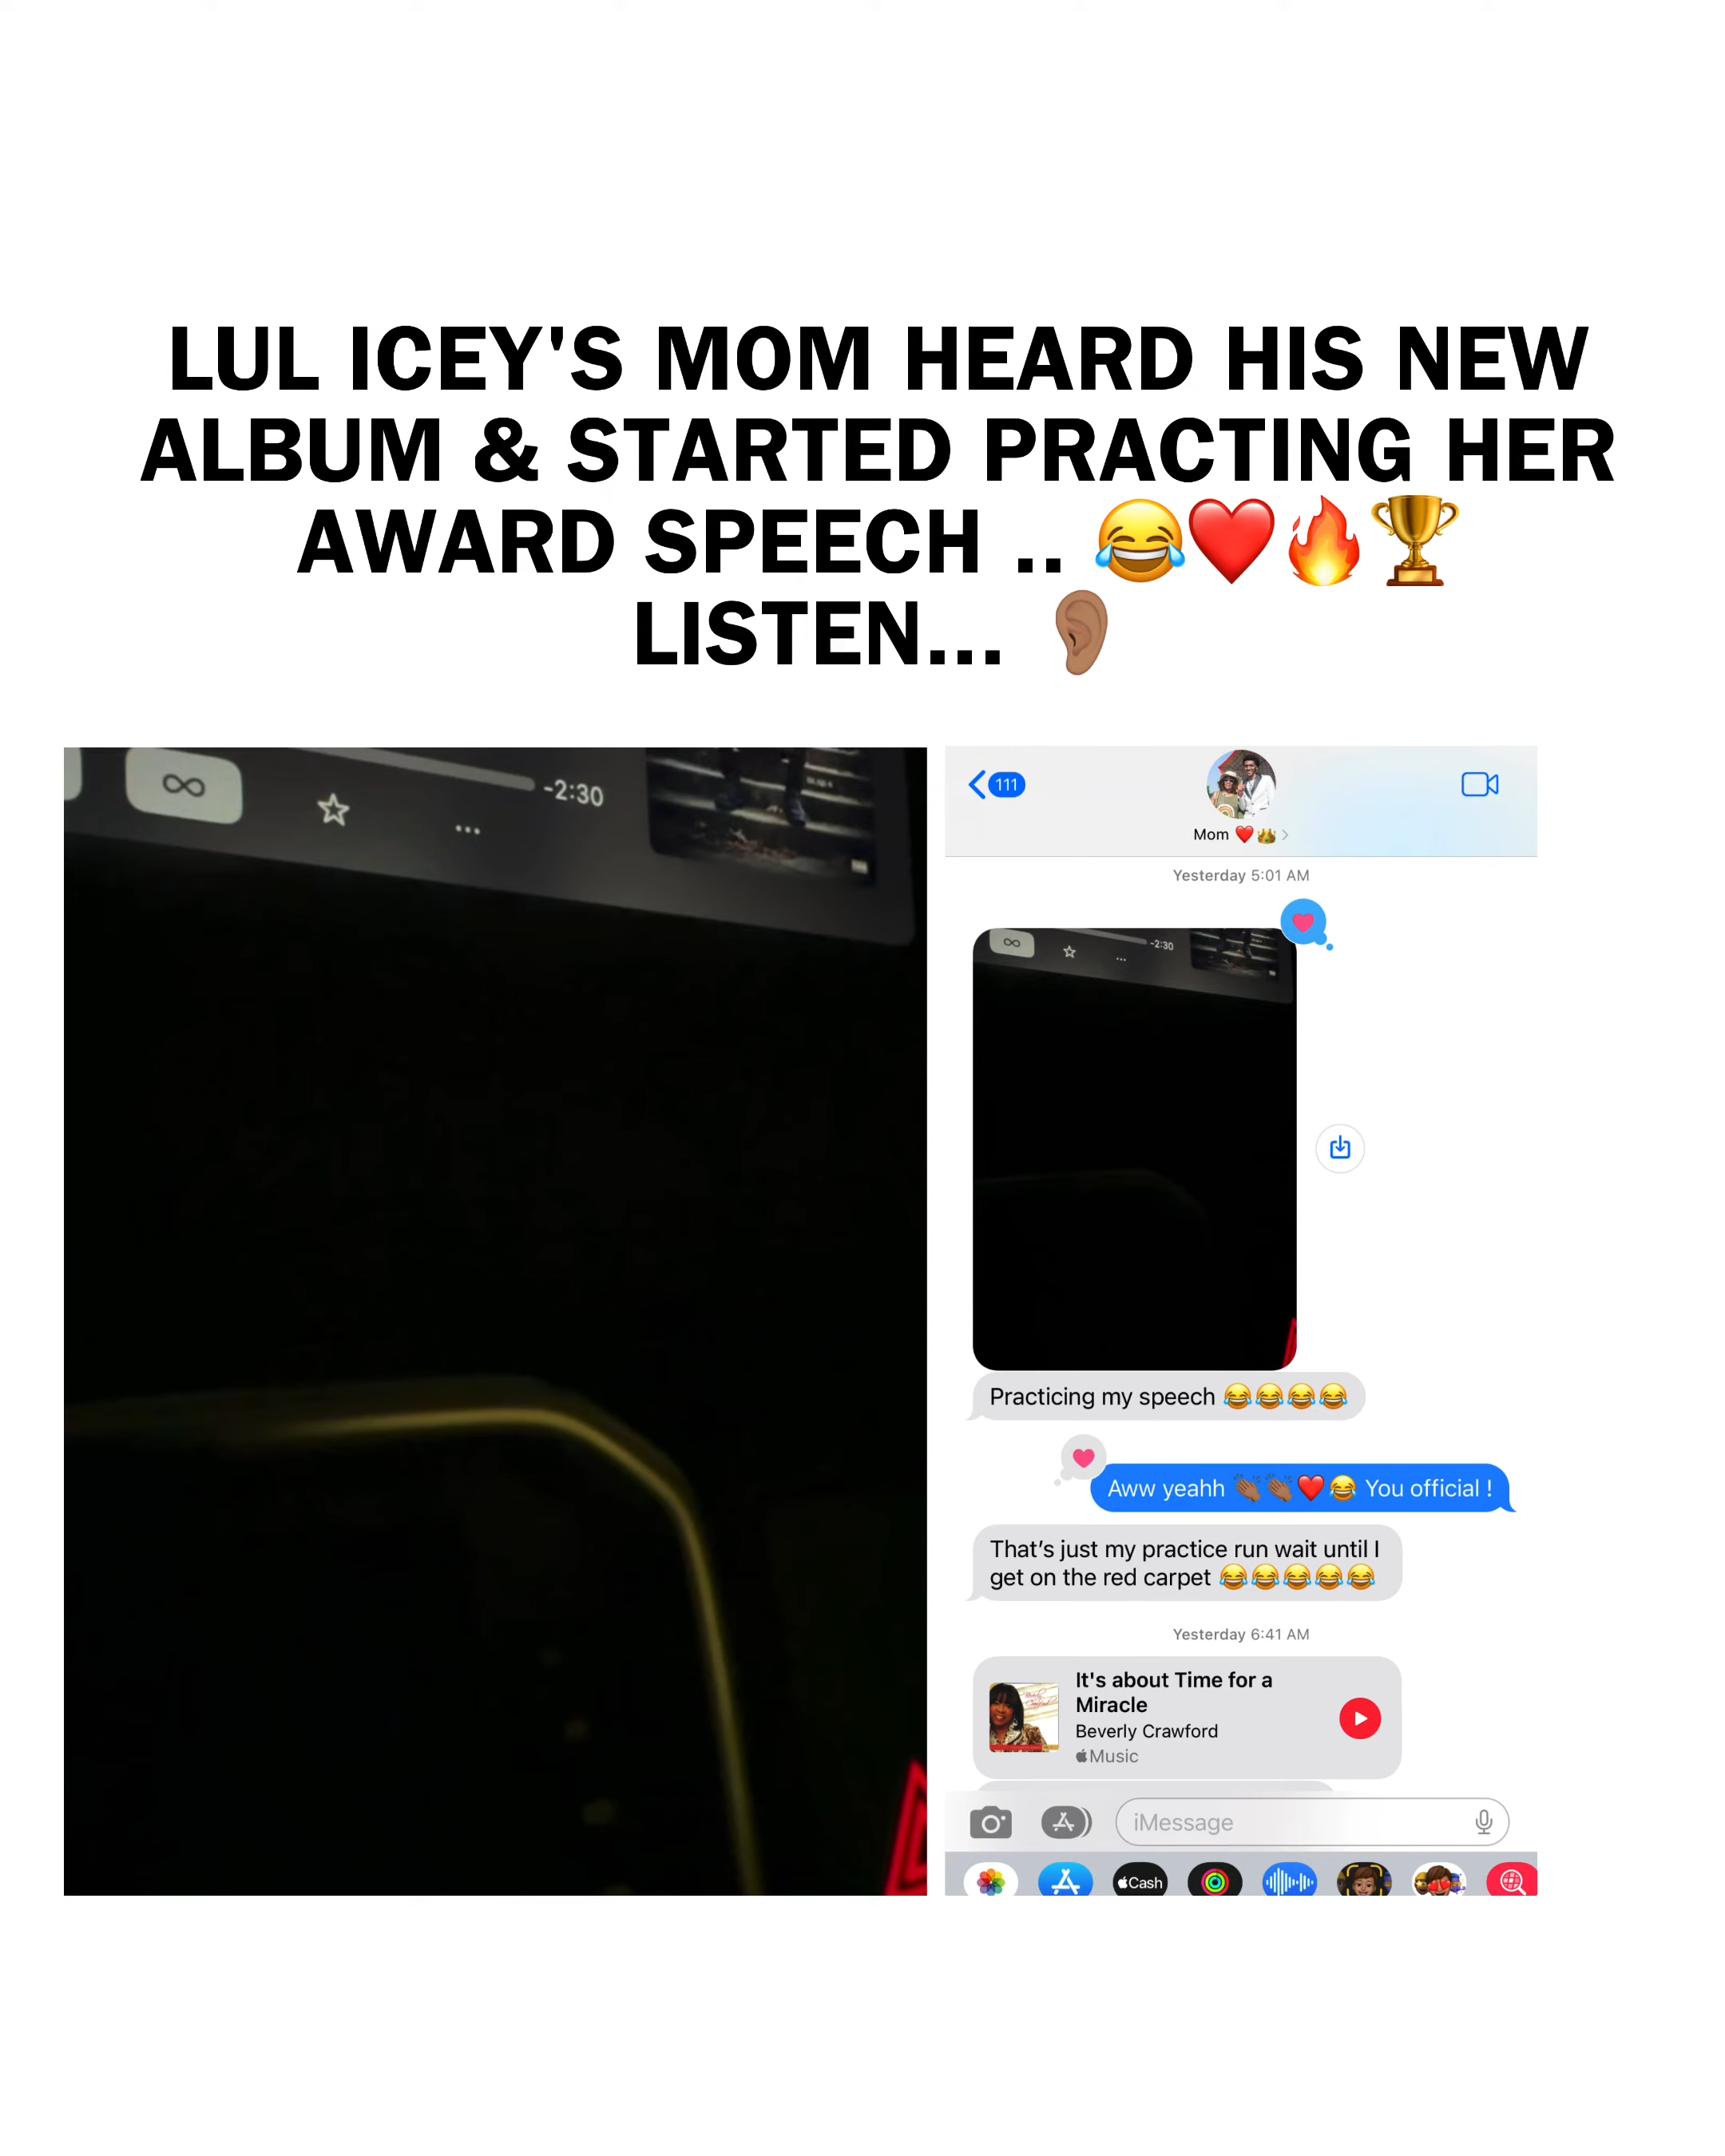 LUL ICEY'S MOM HEARD HIS NEW
ALBUM & STARTED PRACTING HER
AWARD SPEECH .. 😂❤️🔥🏆
LISTEN... 👂🏽
-2:30
111
Mom ❤️👑
Yesterday 5:01 AM
-2:30
Practicing my speech 😂😂😂😂
Aww yeahh 👏🏾👏🏾❤️😂 You official !
That's just my practice run wait until I
get on the red carpet 😂😂😂😂😂
Yesterday 6:41 AM
It's about Time for a
Miracle
Beverly Crawford
Music
iMessage
Cash